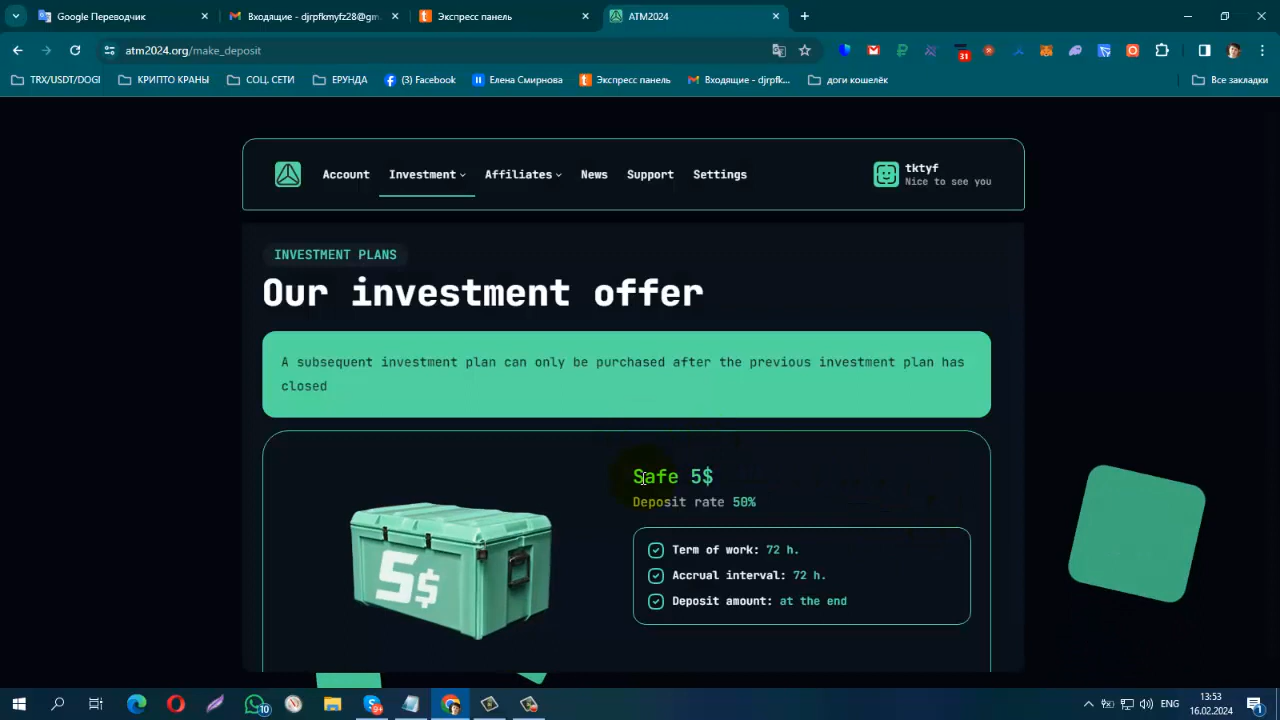 Google Переводчик
Входящие - djrpfkmyfz28@gm
Экспресс панель
ATM2024
atm2024.org/make_deposit
31
TRX/USDT/DOGI
КРИПТО КРАНЫ
СОЦ. СЕТИ
ЕРУНДА
(3) Facebook
Елена Смирнова
Экспресс панель
Входящие - djrpfk...
доги кошелёк
Все закладки
Account
Investment
Affiliates
News
Support
Settings
tktyf
Nice to see you
INVESTMENT PLANS
Our investment offer
A subsequent investment plan can only be purchased after the previous investment plan has
closed
Safe 5$
Deposit rate 50%
5$
Term of work: 72 h.
Accrual interval: 72 h.
Deposit amount: at the end
10
9+
ENG
13:53
16.02.2024
1